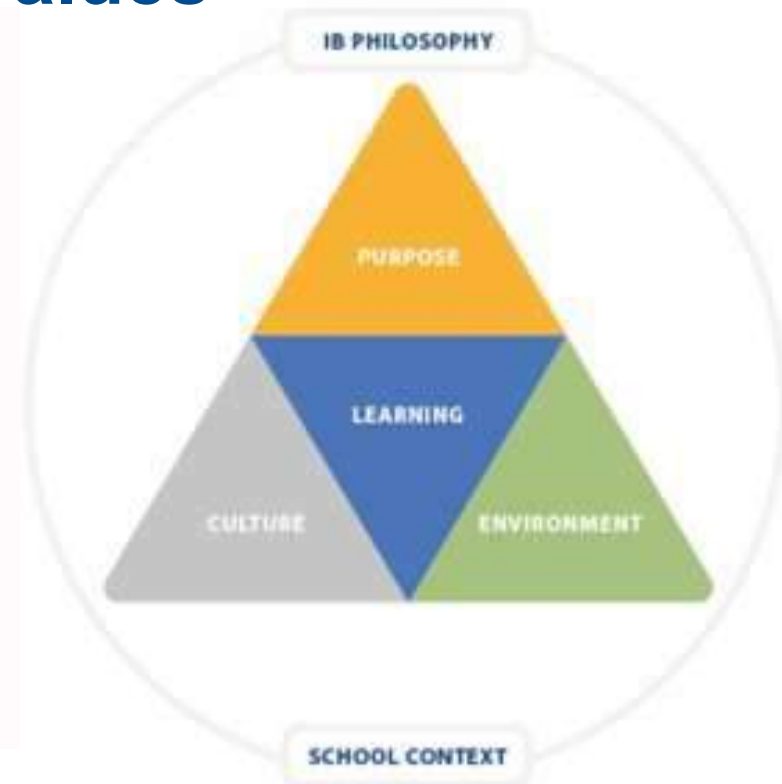 IB PHILOSOPHY
PURPOSE
LEARNING
CULTURE
ENVIRONMENT
SCHOOL CONTEXT